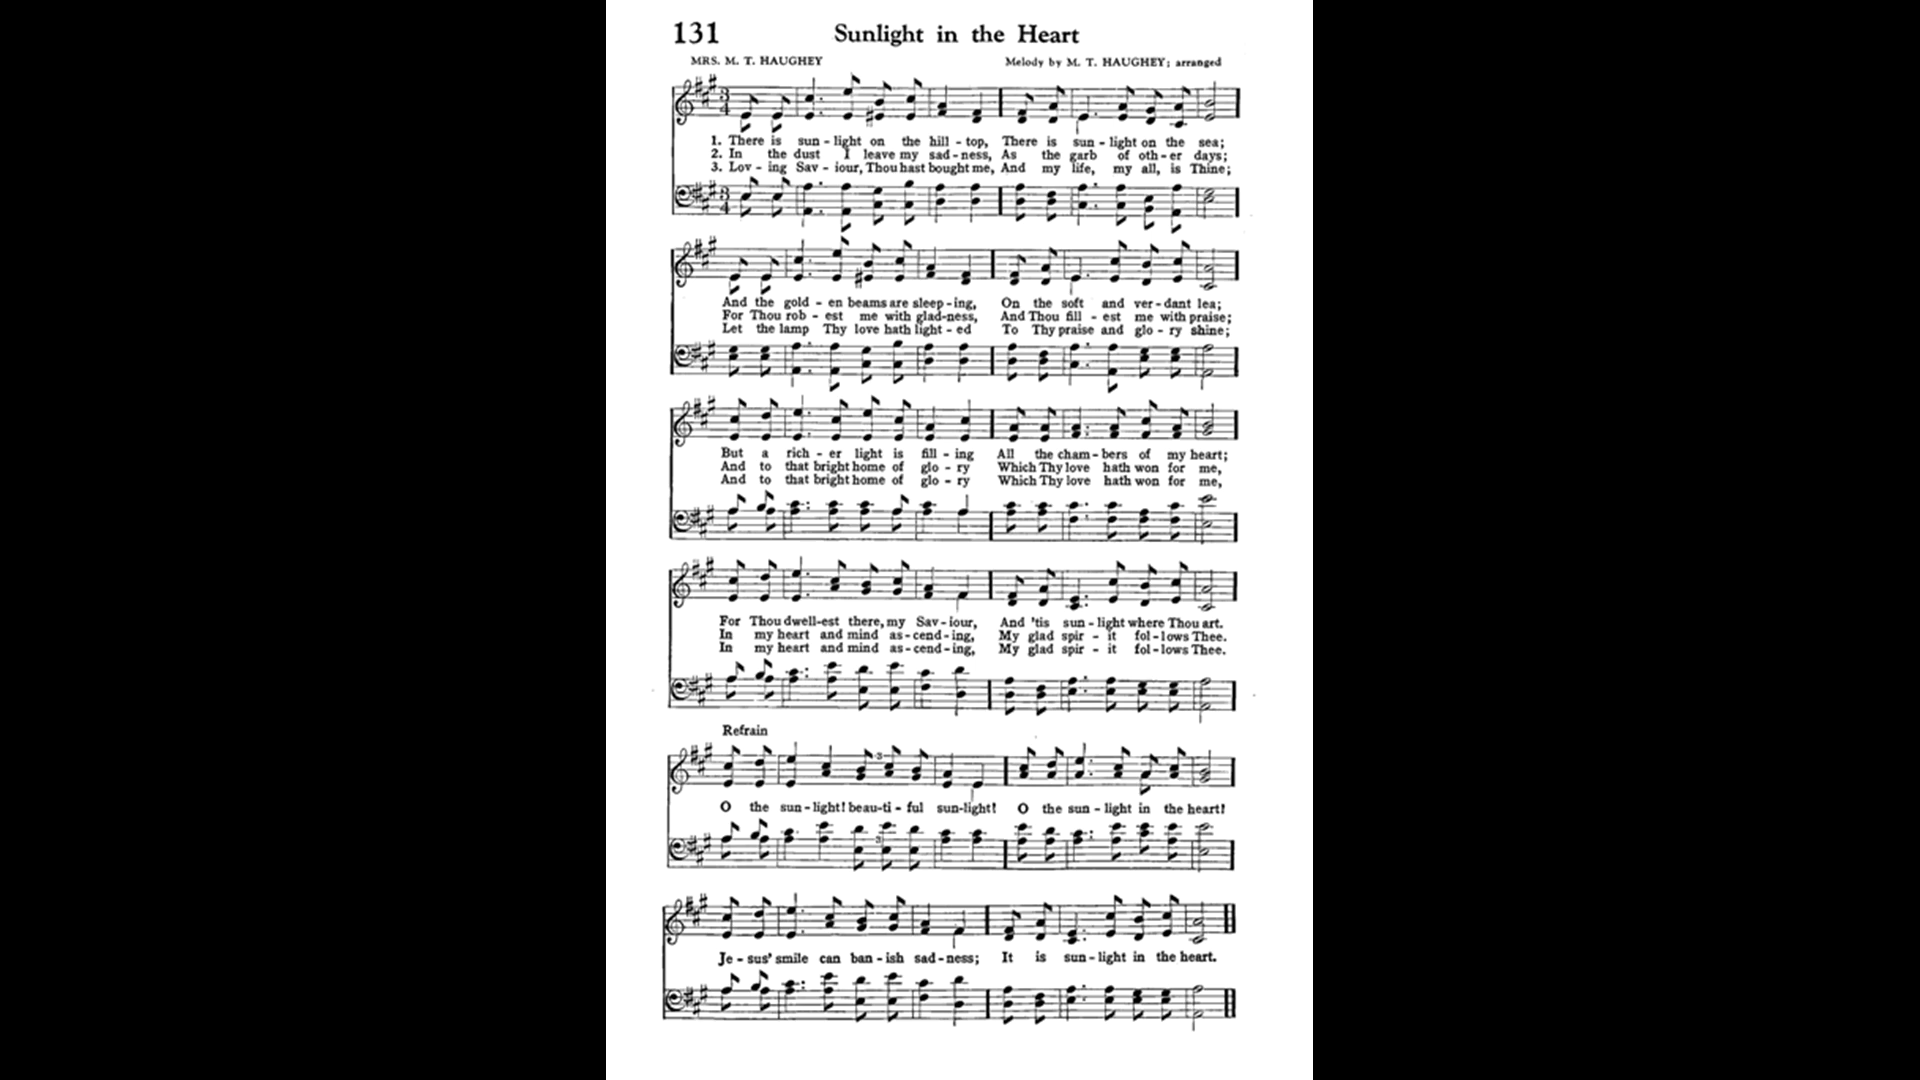 131 Sunlight in the Heart
MRS. M. T. HAUGHEY Melody by M. T. HAUGHEY; arranged
1. There is sun - light on the hill - top, There is sun - light on the sea;
2. In the dust I leave my sad - ness, As the garb of oth - er days;
3. Lov - ing Sav - iour, Thou hast bought me, And my life, my all, is Thine;
And the gold - en beams are sleep - ing, On the soft and ver - dant lea;
For Thou rob - est me with glad - ness, And Thou fill - est me with praise;
Let the lamp Thy love hath light - ed To Thy praise and glo - ry shine;
But a rich - er light is fill - ing All the cham - bers of my heart;
And to that bright home of glo - ry Which Thy love hath won for me,
And to that bright home of glo - ry Which Thy love hath won for me,
For Thou dwell - est there, my Sav - iour, And 'tis sun - light where Thou art.
In my heart and mind as - cend - ing, My glad spir - it fol - lows Thee.
In my heart and mind as - cend - ing, My glad spir - it fol - lows Thee.
Refrain
O the sun - light! beau - ti - ful sun - light! O the sun - light in the heart!
Je - sus' smile can ban - ish sad - ness; It is sun - light in the heart.